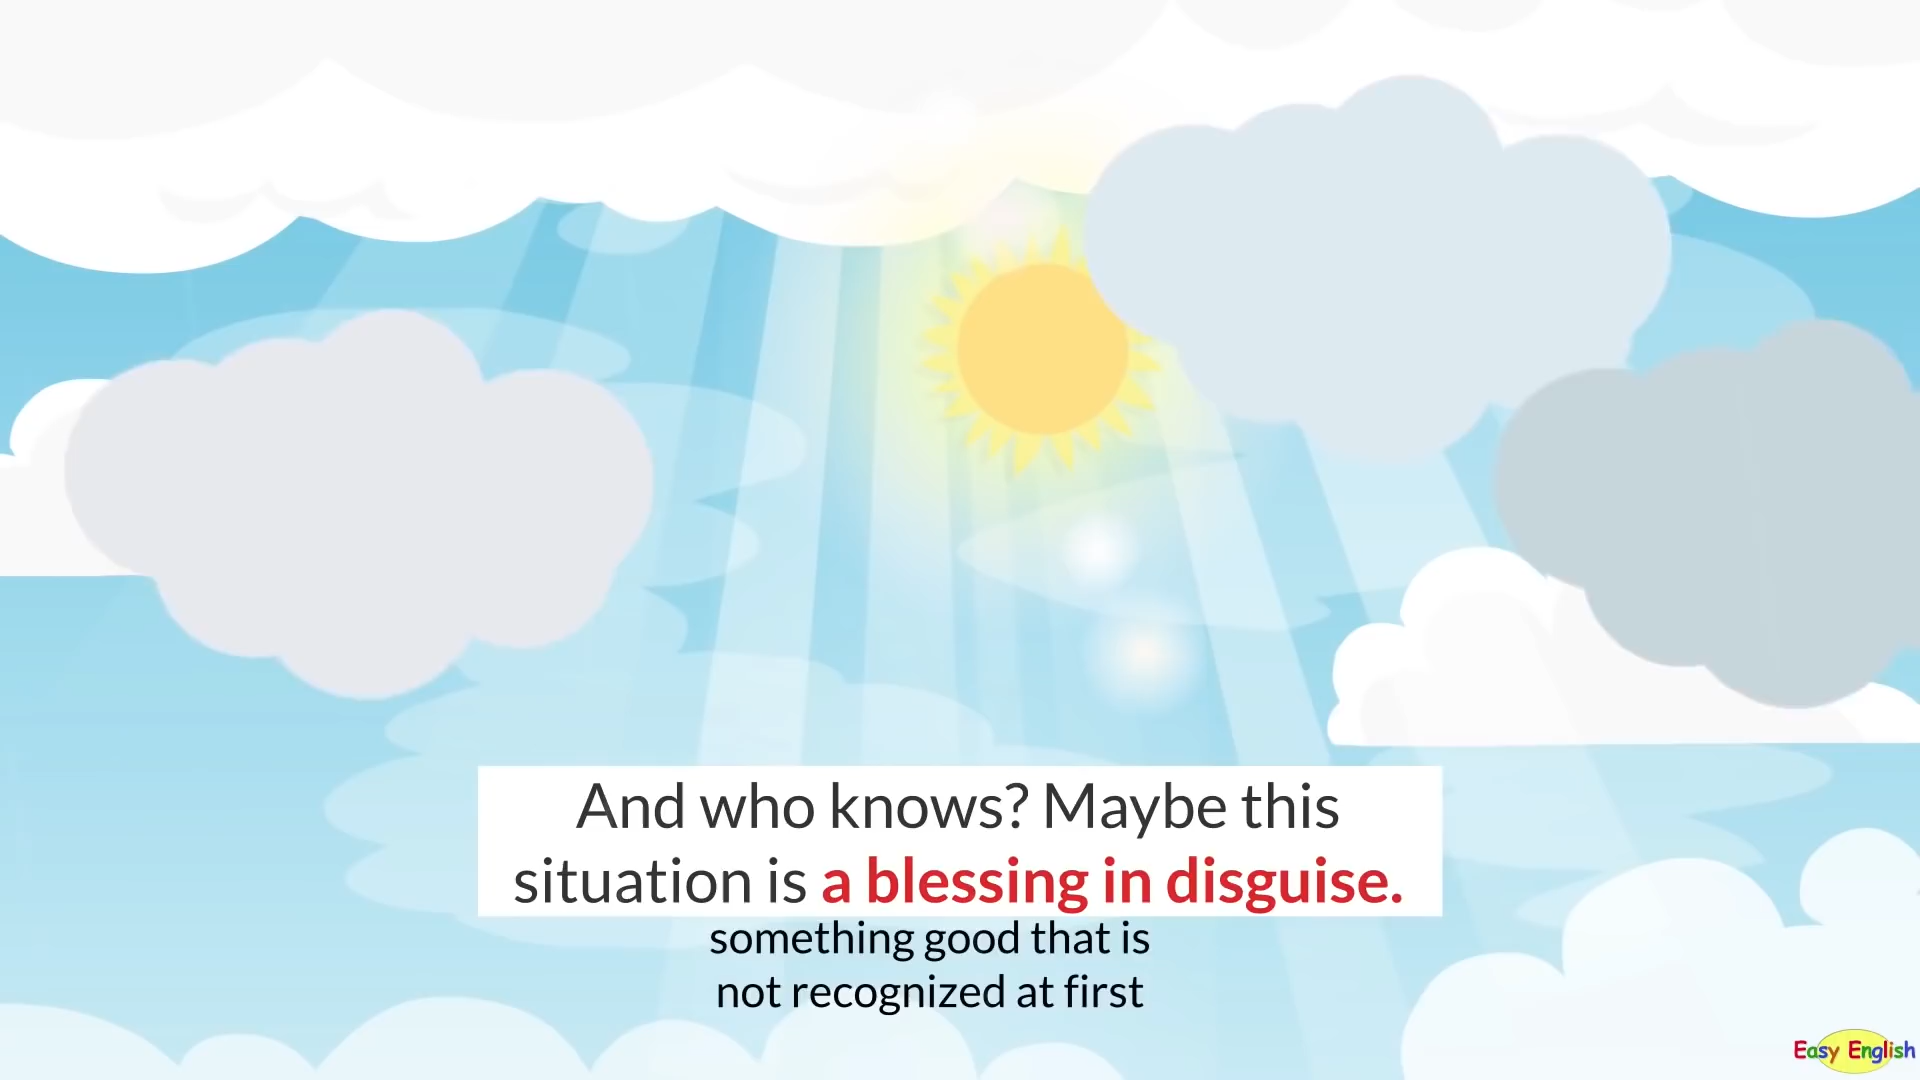 And who knows? Maybe this
situation is a blessing in disguise.
something good that is
not recognized at first
Easy English